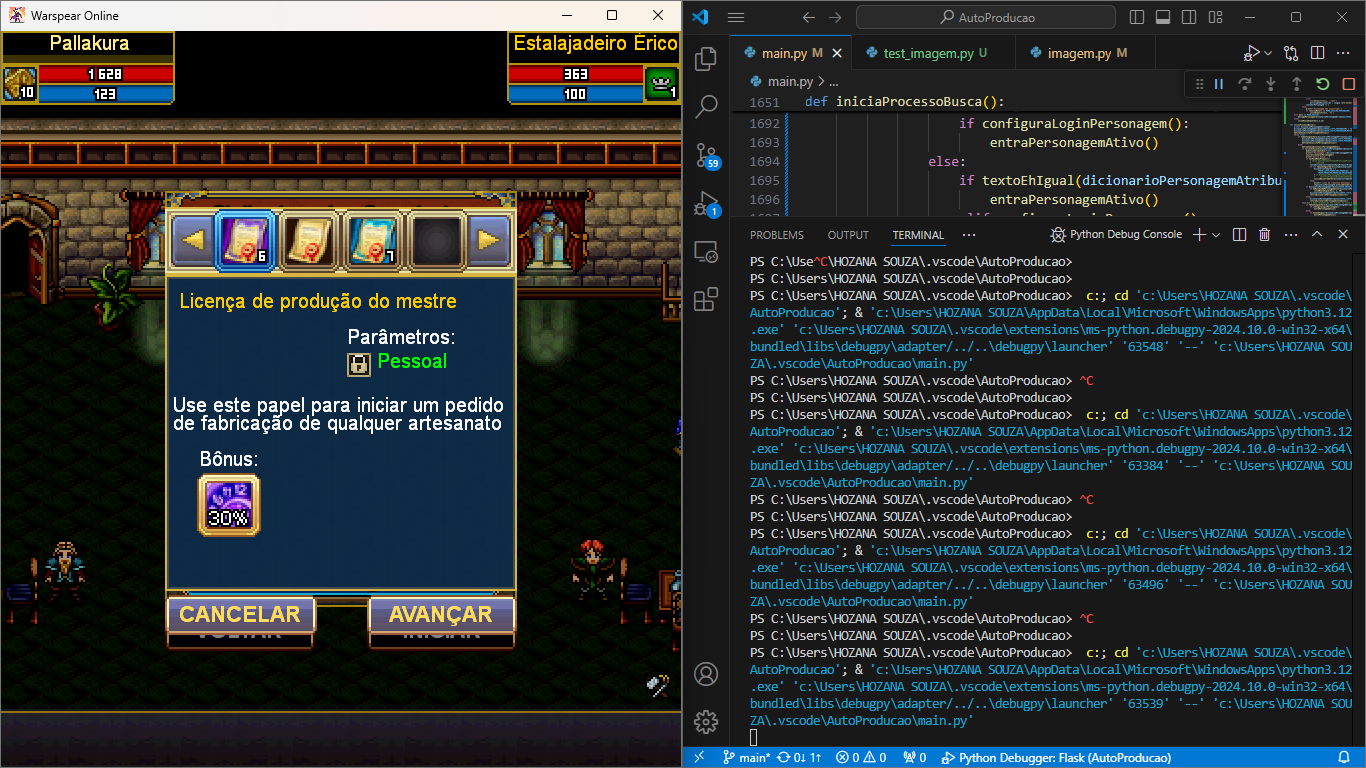 Warspear Online
Pallakura
1 628
10
123
Estalajadeiro Érico
363
100
1
6
7
Licença de produção do mestre
Parâmetros:
Pessoal
Use este papel para iniciar um pedido
de fabricação de qualquer artesanato
Bônus:
30%
CANCELAR
AVANÇAR
VOLTAR
INICIAR
AutoProducao
main.py M
test_imagem.py U
imagem.py M
main.py > ...
1651 def iniciaProcessoBusca():
1692 if configuraLoginPersonagem():
1693 entraPersonagemAtivo()
1694 else:
1695 if textoEhIgual(dicionarioPersonagemAtribu
1696 entraPersonagemAtivo()
59
1
PROBLEMS OUTPUT TERMINAL ... Python Debug Console
PS C:\Use^C\HOZANA SOUZA\.vscode\AutoProducao>
PS C:\Users\HOZANA SOUZA\.vscode\AutoProducao>
PS C:\Users\HOZANA SOUZA\.vscode\AutoProducao> c:; cd 'c:\Users\HOZANA SOUZA\.vscode\
AutoProducao'; & 'c:\Users\HOZANA SOUZA\AppData\Local\Microsoft\WindowsApps\python3.12
.exe' 'c:\Users\HOZANA SOUZA\.vscode\extensions\ms-python.debugpy-2024.10.0-win32-x64\
bundled\libs\debugpy\adapter/../..\debugpy\launcher' '63548' '--' 'c:\Users\HOZANA SOU
ZA\.vscode\AutoProducao\main.py'
PS C:\Users\HOZANA SOUZA\.vscode\AutoProducao> ^C
PS C:\Users\HOZANA SOUZA\.vscode\AutoProducao>
PS C:\Users\HOZANA SOUZA\.vscode\AutoProducao> c:; cd 'c:\Users\HOZANA SOUZA\.vscode\
AutoProducao'; & 'c:\Users\HOZANA SOUZA\AppData\Local\Microsoft\WindowsApps\python3.12
.exe' 'c:\Users\HOZANA SOUZA\.vscode\extensions\ms-python.debugpy-2024.10.0-win32-x64\
bundled\libs\debugpy\adapter/../..\debugpy\launcher' '63384' '--' 'c:\Users\HOZANA SOU
ZA\.vscode\AutoProducao\main.py'
PS C:\Users\HOZANA SOUZA\.vscode\AutoProducao> ^C
PS C:\Users\HOZANA SOUZA\.vscode\AutoProducao>
PS C:\Users\HOZANA SOUZA\.vscode\AutoProducao> c:; cd 'c:\Users\HOZANA SOUZA\.vscode\
AutoProducao'; & 'c:\Users\HOZANA SOUZA\AppData\Local\Microsoft\WindowsApps\python3.12
.exe' 'c:\Users\HOZANA SOUZA\.vscode\extensions\ms-python.debugpy-2024.10.0-win32-x64\
bundled\libs\debugpy\adapter/../..\debugpy\launcher' '63496' '--' 'c:\Users\HOZANA SOU
ZA\.vscode\AutoProducao\main.py'
PS C:\Users\HOZANA SOUZA\.vscode\AutoProducao> ^C
PS C:\Users\HOZANA SOUZA\.vscode\AutoProducao>
PS C:\Users\HOZANA SOUZA\.vscode\AutoProducao> c:; cd 'c:\Users\HOZANA SOUZA\.vscode\
AutoProducao'; & 'c:\Users\HOZANA SOUZA\AppData\Local\Microsoft\WindowsApps\python3.12
.exe' 'c:\Users\HOZANA SOUZA\.vscode\extensions\ms-python.debugpy-2024.10.0-win32-x64\
bundled\libs\debugpy\adapter/../..\debugpy\launcher' '63539' '--' 'c:\Users\HOZANA SOU
ZA\.vscode\AutoProducao\main.py'
main* 0↓ 1↑ 0 0 0 Python Debugger: Flask (AutoProducao)